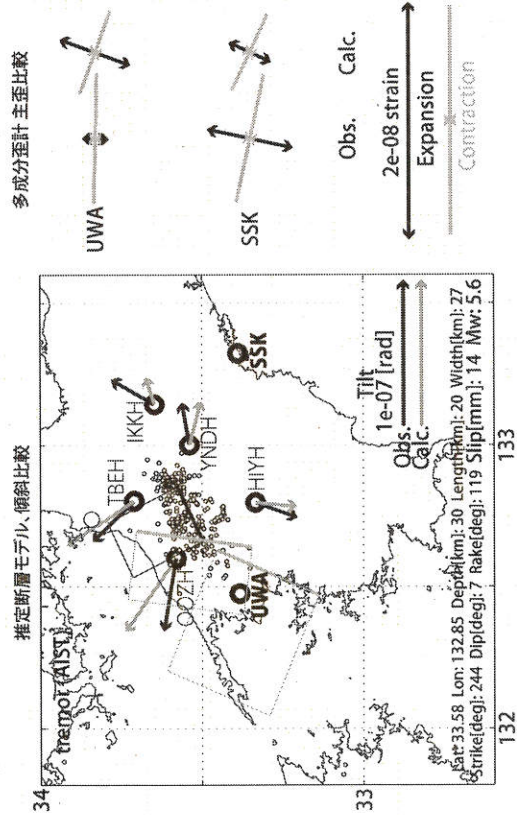 推定断層モデル、傾斜比較
34
33
132
133
tremor (AIST)
TBEH
IKKH
OOZH
YNDH
HIYH
UWA
SSK
Tilt
1e-07 [rad]
Obs.
Calc.
Lat: 33.58 Lon: 132.85 Depth[km]: 30 Length[km]: 20 Width[km]: 27
Strike[deg]: 244 Dip[deg]: 7 Rake[deg]: 119 Slip[mm]: 14 Mw: 5.6
多成分歪計 主歪比較
UWA
SSK
Obs. Calc.
2e-08 strain
Expansion
Contraction